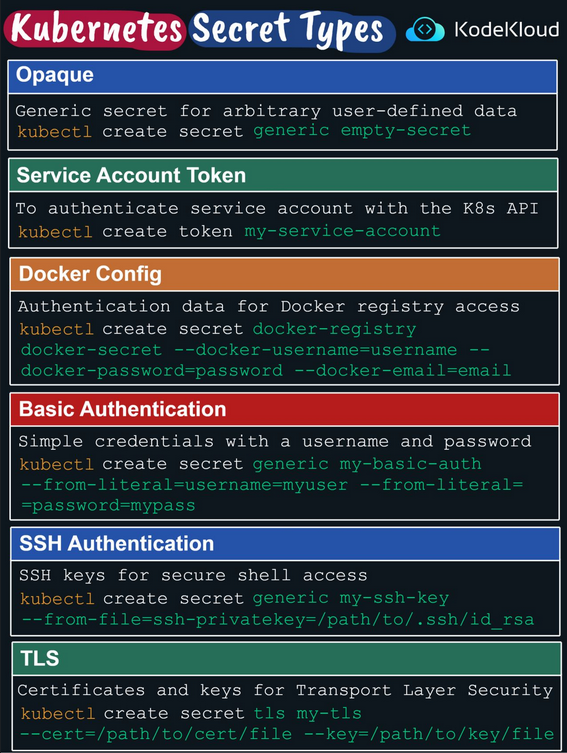 Kubernetes Secret Types KodeKloud
Opaque
Generic secret for arbitrary user-defined data
kubectl create secret generic empty-secret
Service Account Token
To authenticate service account with the K8s API
kubectl create token my-service-account
Docker Config
Authentication data for Docker registry access
kubectl create secret docker-registry
docker-secret --docker-username=username --
docker-password=password --docker-email=email
Basic Authentication
Simple credentials with a username and password
kubectl create secret generic my-basic-auth
--from-literal=username=myuser --from-literal=
=password=mypass
SSH Authentication
SSH keys for secure shell access
kubectl create secret generic my-ssh-key
--from-file=ssh-privatekey=/path/to/.ssh/id_rsa
TLS
Certificates and keys for Transport Layer Security
kubectl create secret tls my-tls
--cert=/path/to/cert/file --key=/path/to/key/file